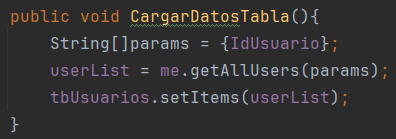 public void CargarDatosTabla(){
    String[]params = {IdUsuario};
    userList = me.getAllUsers(params);
    tbUsuarios.setItems(userList);
}